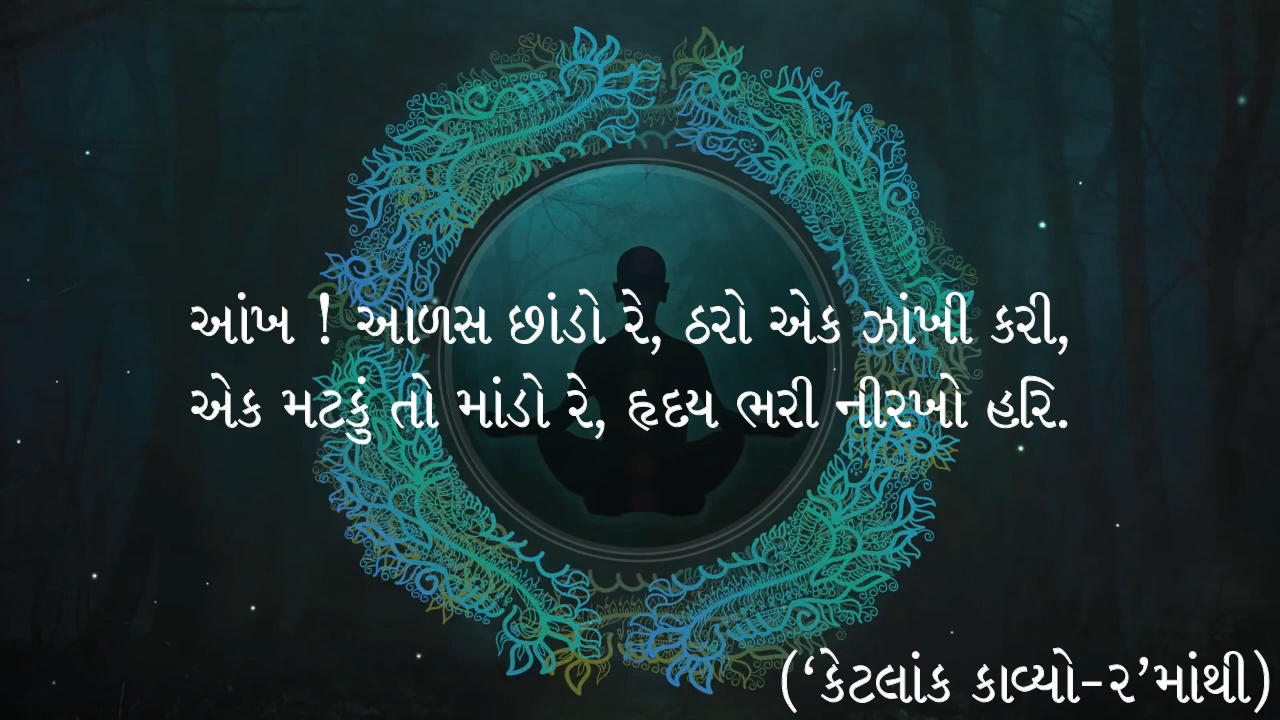 આંખ ! આળસ છાંડો રે, ઠરો એક ઝાંખી કરી,
એક મટકું તો માંડો રે, હૃદય ભરી નીરખો હરિ.
(‘કેટલાંક કાવ્યો-૨’માંથી)